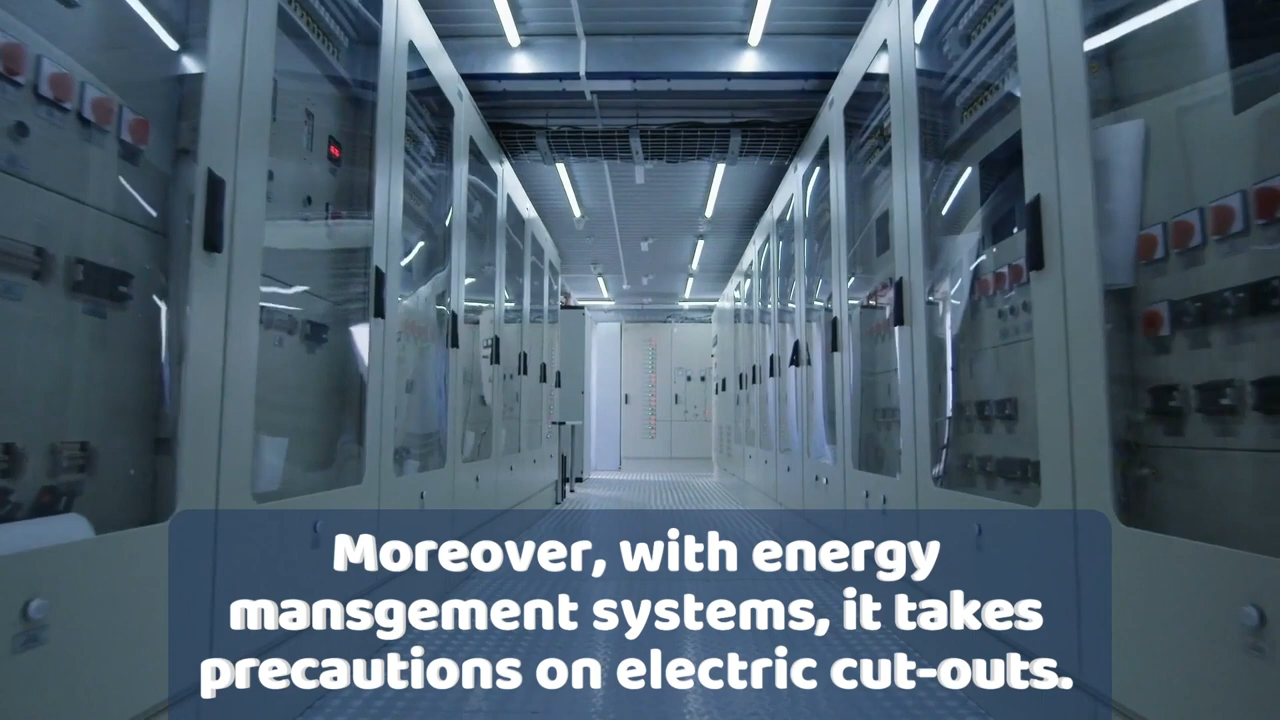 Moreover, with energy
mansgement systems, it takes
precautions on electric cut-outs.